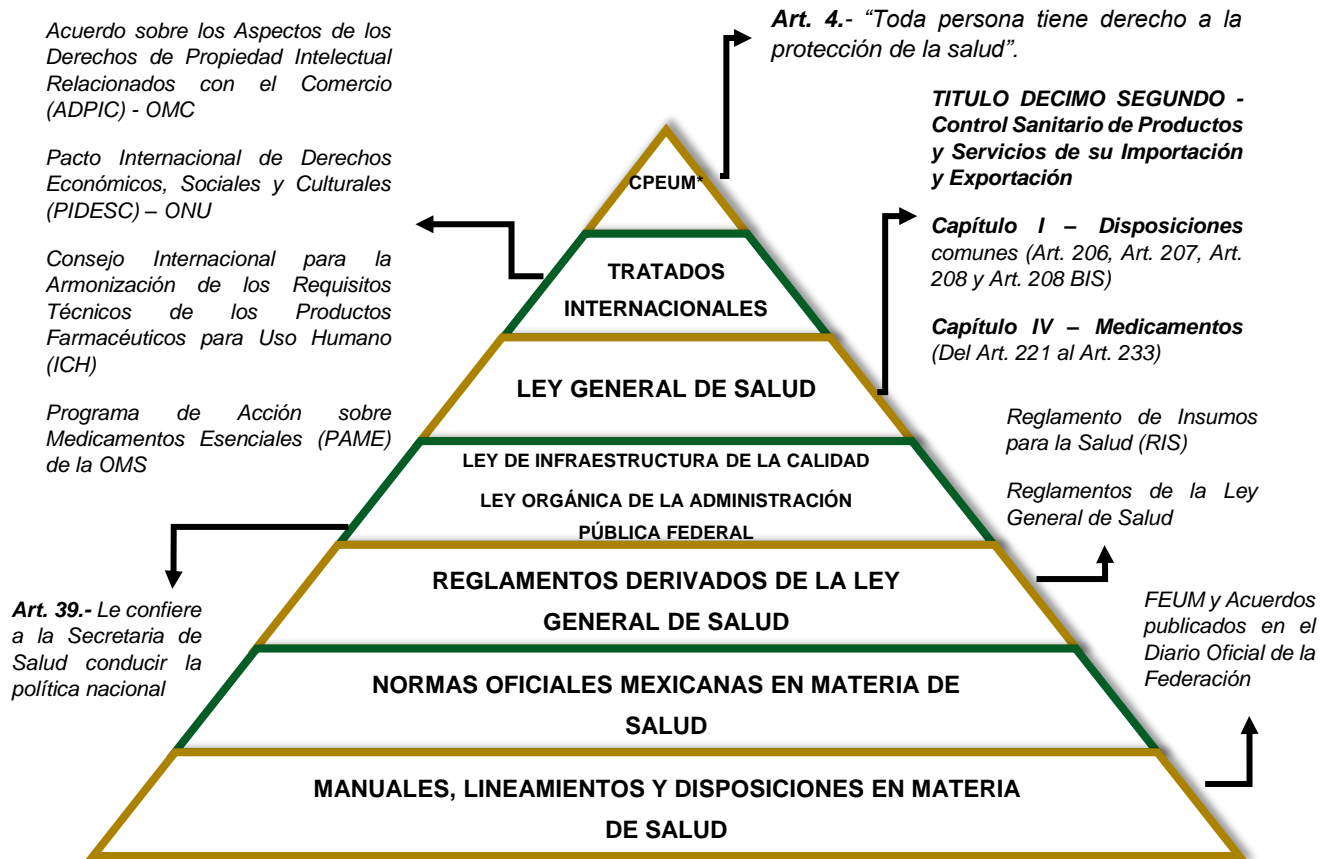 Acuerdo sobre los Aspectos de los
Derechos de Propiedad Intelectual
Relacionados con el Comercio
(ADPIC) - OMC
Pacto Internacional de Derechos
Económicos, Sociales y Culturales
(PIDESC) – ONU
Consejo Internacional para la
Armonización de los Requisitos
Técnicos de los Productos
Farmacéuticos para Uso Humano
(ICH)
Programa de Acción sobre
Medicamentos Esenciales (PAME)
de la OMS
Art. 39.- Le confiere
a la Secretaria de
Salud conducir la
política nacional
CPEUM*
TRATADOS
INTERNACIONALES
LEY GENERAL DE SALUD
LEY DE INFRAESTRUCTURA DE LA CALIDAD
LEY ORGÁNICA DE LA ADMINISTRACIÓN
PÚBLICA FEDERAL
REGLAMENTOS DERIVADOS DE LA LEY
GENERAL DE SALUD
NORMAS OFICIALES MEXICANAS EN MATERIA DE
SALUD
MANUALES, LINEAMIENTOS Y DISPOSICIONES EN MATERIA
DE SALUD
Art. 4.- “Toda persona tiene derecho a la
protección de la salud”.
TITULO DECIMO SEGUNDO -
Control Sanitario de Productos
y Servicios de su Importación
y Exportación
Capítulo I – Disposiciones
comunes (Art. 206, Art. 207, Art.
208 y Art. 208 BIS)
Capítulo IV – Medicamentos
(Del Art. 221 al Art. 233)
Reglamento de Insumos
para la Salud (RIS)
Reglamentos de la Ley
General de Salud
FEUM y Acuerdos
publicados en el
Diario Oficial de la
Federación